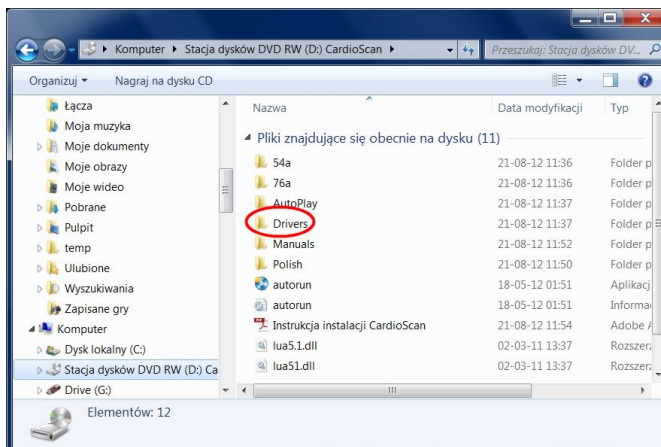 Komputer Stacja dysków DVD RW (D:) CardioScan Przeszukaj: Stacja dysków DV...
Organizuj Nagraj na dysku CD
Łącza
Moja muzyka
Moje dokumenty
Moje obrazy
Moje wideo
Pobrane
Pulpit
temp
Ulubione
Wyszukiwania
Zapisane gry
Komputer
Dysk lokalny (C:)
Stacja dysków DVD RW (D:) Ca
Drive (G:)
Nazwa Data modyfikacji Typ
Pliki znajdujące się obecnie na dysku (11)
54a 21-08-12 11:36 Folder p
76a 21-08-12 11:36 Folder p
AutoPlay 21-08-12 11:37 Folder p
Drivers 21-08-12 11:37 Folder p
Manuals 21-08-12 11:52 Folder p
Polish 21-08-12 11:50 Folder p
autorun 18-05-12 01:51 Aplikacj
autorun 18-05-12 01:51 Informa
Instrukcja instalacji CardioScan 21-08-12 11:54 Adobe A
lua5.1.dll 02-03-11 13:37 Rozszerz
lua51.dll 02-03-11 13:37 Rozszerz
Elementów: 12